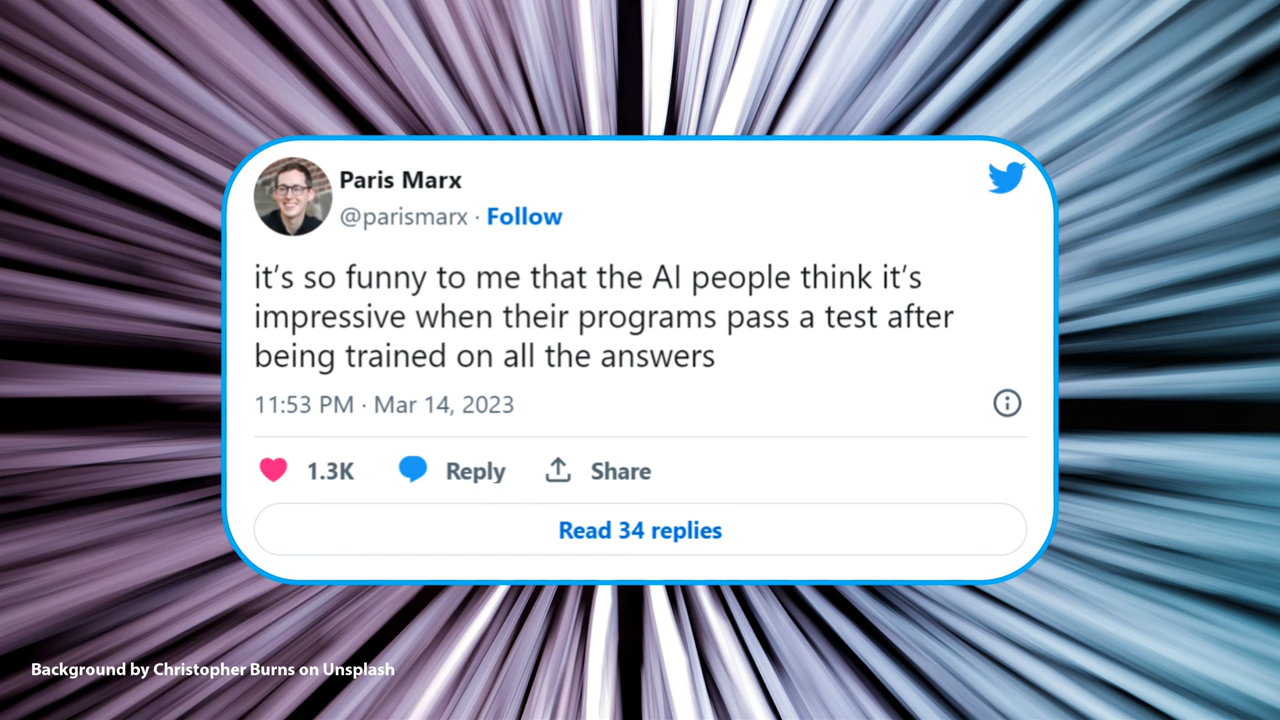 Paris Marx
@parismarx · Follow
it’s so funny to me that the AI people think it’s
impressive when their programs pass a test after
being trained on all the answers
11:53 PM · Mar 14, 2023
1.3K Reply Share
Read 34 replies
Background by Christopher Burns on Unsplash